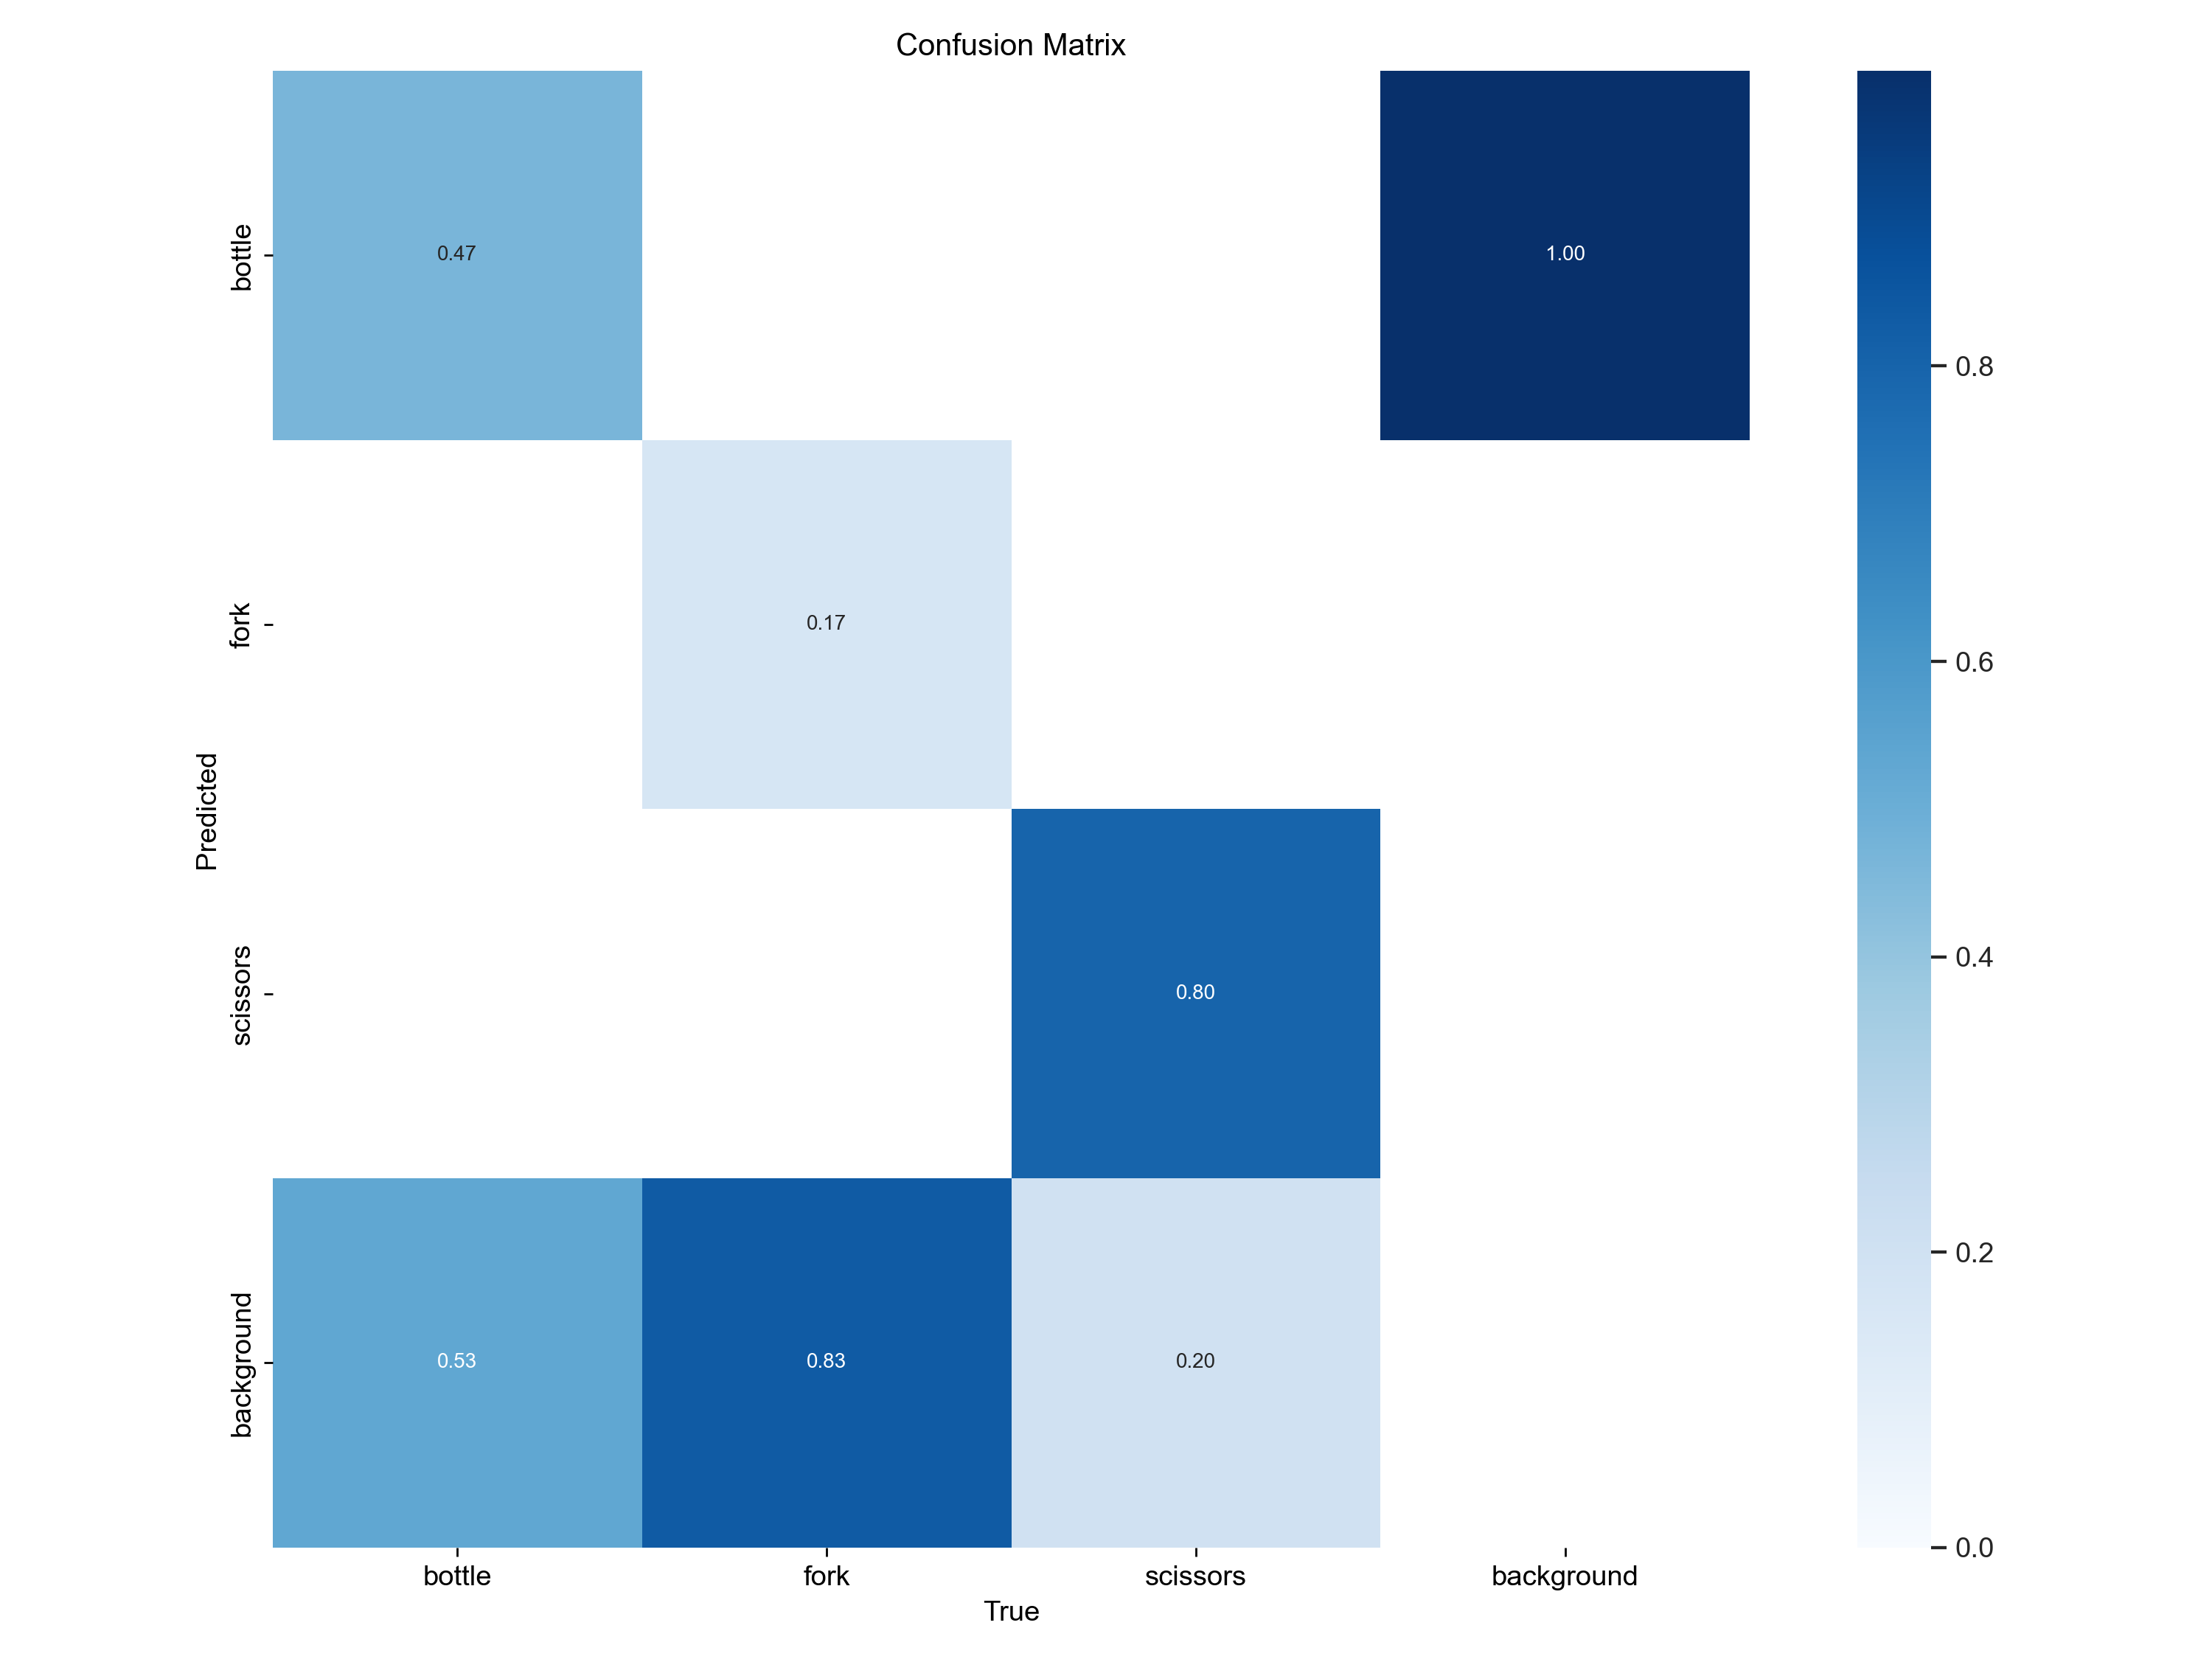 Confusion Matrix
bottle
0.47
1.00
0.8
0.6
fork
0.17
Predicted
scissors
0.80
0.4
0.2
background
0.53
0.83
0.20
0.0
bottle
fork
scissors
background
True